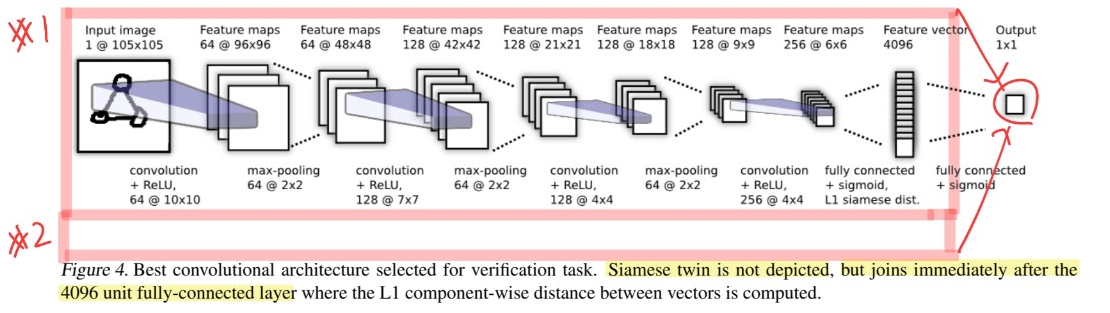 ※1
Input image
1 @ 105x105
Feature maps
64 @ 96x96
Feature maps
64 @ 48x48
Feature maps
128 @ 42x42
Feature maps
128 @ 21x21
Feature maps
128 @ 18x18
Feature maps
128 @ 9x9
Feature maps
256 @ 6x6
Feature vector
4096
Output
1x1
convolution
+ ReLU,
64 @ 10x10
max-pooling
64 @ 2x2
convolution
+ ReLU,
128 @ 7x7
max-pooling
64 @ 2x2
convolution
+ ReLU,
128 @ 4x4
max-pooling
64 @ 2x2
convolution
+ ReLU,
256 @ 4x4
fully connected
+ sigmoid,
L1 siamese dist.
fully connected
+ sigmoid
※2
Figure 4. Best convolutional architecture selected for verification task. Siamese twin is not depicted, but joins immediately after the
4096 unit fully-connected layer where the L1 component-wise distance between vectors is computed.